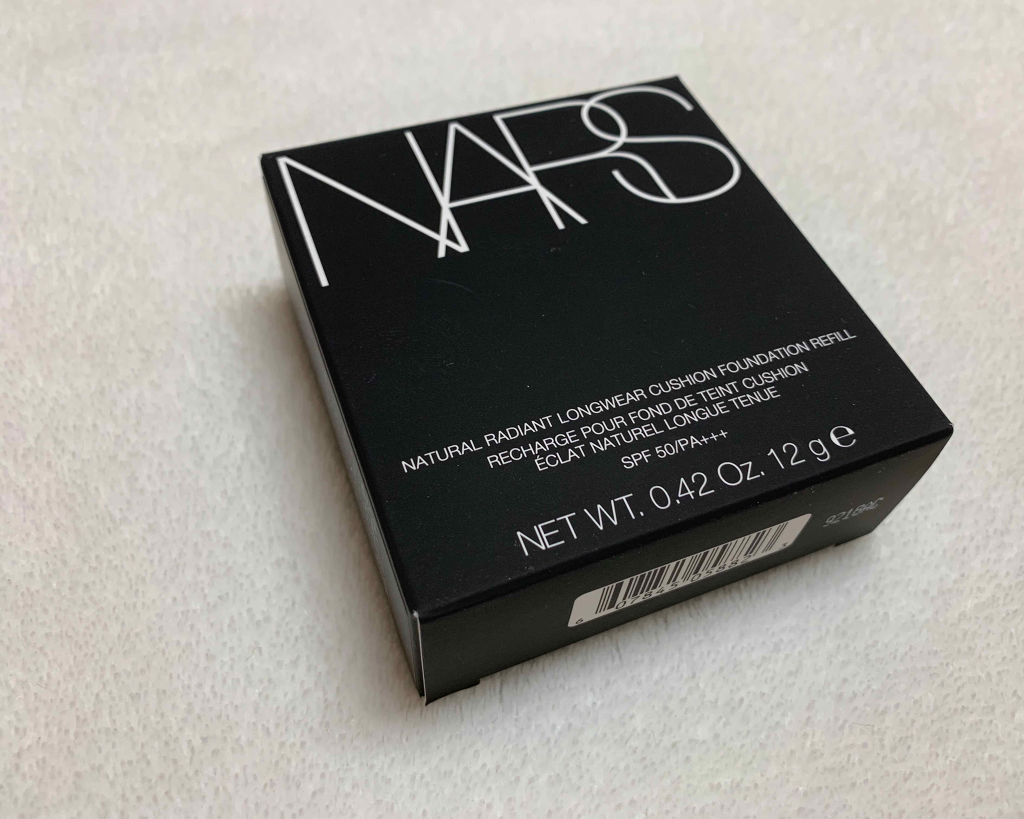 NARS
NATURAL RADIANT LONGWEAR CUSHION FOUNDATION REFILL
RECHARGE POUR FOND DE TEINT CUSHION
ÉCLAT NATUREL LONGUE TENUE
SPF 50/PA+++
NET WT. 0.42 Oz. 12 g ℮